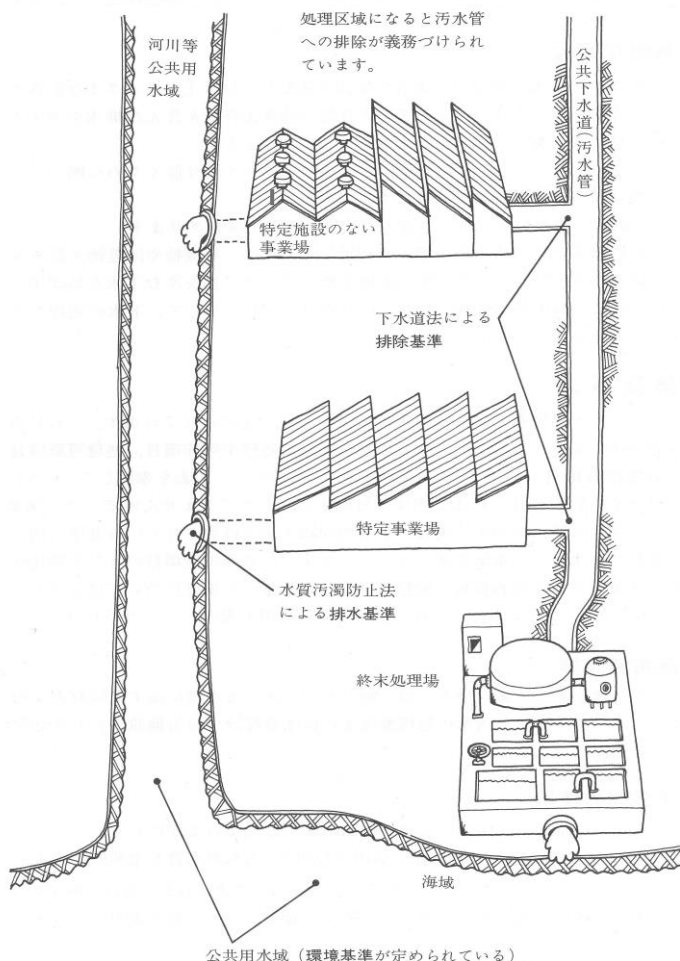 処理区域になると汚水管
への排除が義務づけられ
ています。
河川等
公共用
水域
公共下水道(汚水管)
特定施設のない
事業場
下水道法による
排除基準
特定事業場
水質汚濁防止法
による排水基準
終末処理場
海域
公共用水域（環境基準が定められている）